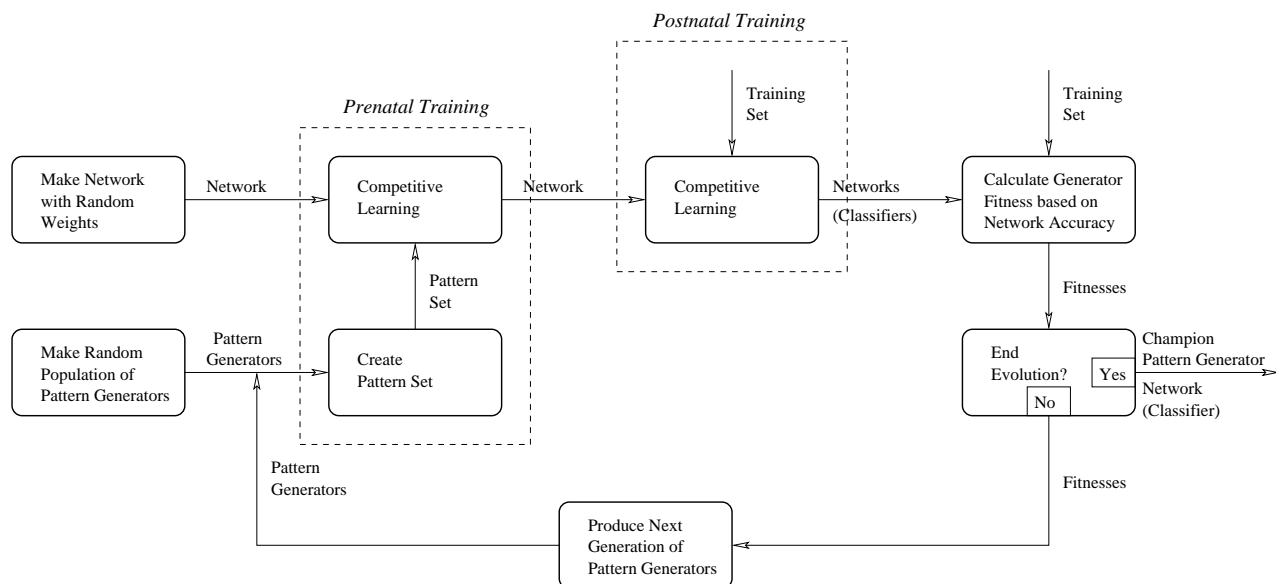 Postnatal Training
Prenatal Training
Training
Set
Training
Set
Make Network
with Random
Weights
Network
Competitive
Learning
Network
Competitive
Learning
Networks
(Classifiers)
Calculate Generator
Fitness based on
Network Accuracy
Pattern
Set
Fitnesses
Make Random
Population of
Pattern Generators
Pattern
Generators
Create
Pattern Set
End
Evolution?
Yes
No
Champion
Pattern Generator
Network
(Classifier)
Pattern
Generators
Fitnesses
Produce Next
Generation of
Pattern Generators